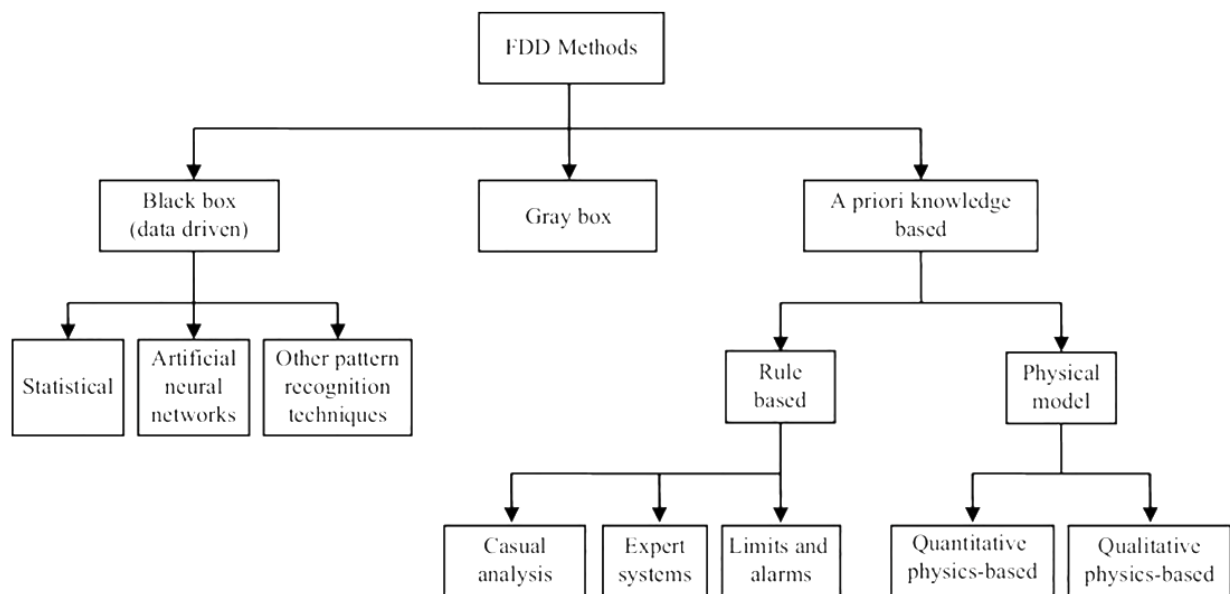 FDD Methods
Black box
(data driven)
Gray box
A priori knowledge
based
Statistical
Artificial
neural
networks
Other pattern
recognition
techniques
Rule
based
Physical
model
Casual
analysis
Expert
systems
Limits and
alarms
Quantitative
physics-based
Qualitative
physics-based